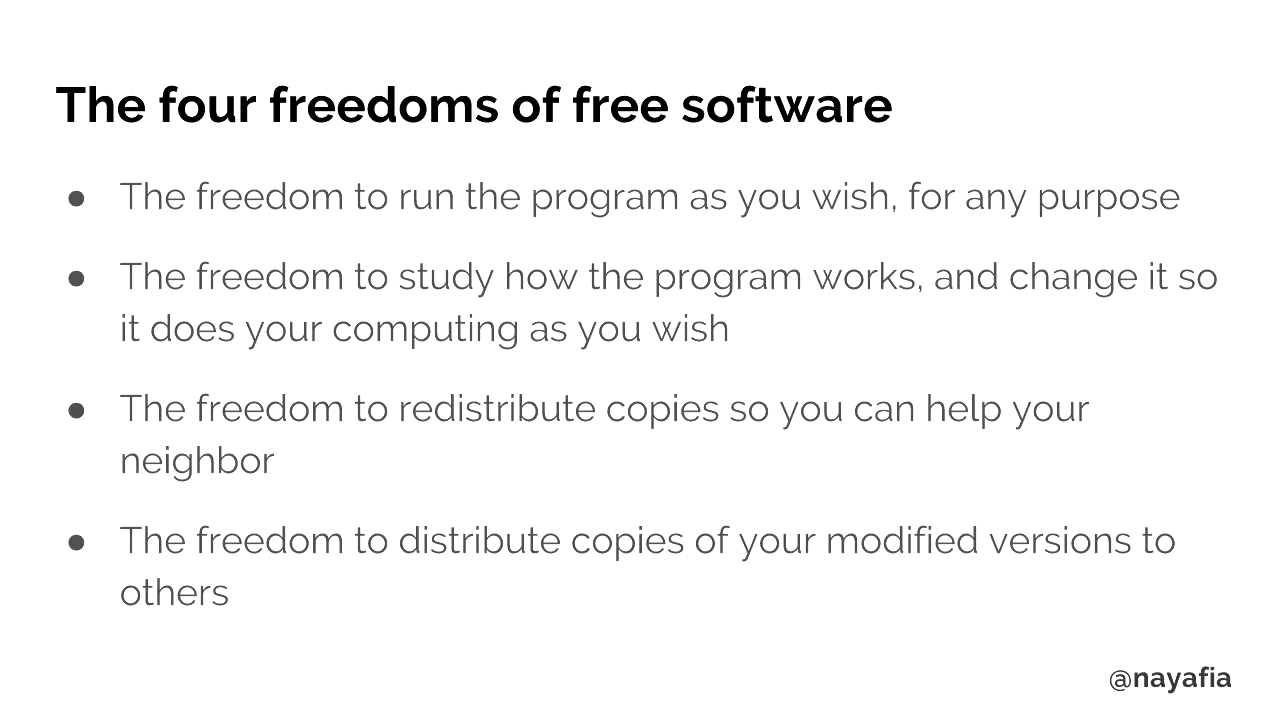 The four freedoms of free software
● The freedom to run the program as you wish, for any purpose
● The freedom to study how the program works, and change it so
it does your computing as you wish
● The freedom to redistribute copies so you can help your
neighbor
● The freedom to distribute copies of your modified versions to
others
@nayafia